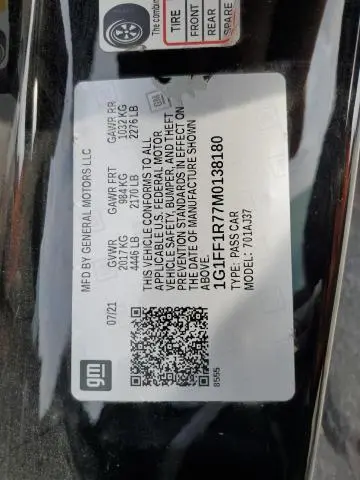 TIRE
FRONT
REAR
SPARE
gm
MFD BY GENERAL MOTORS LLC
07/21
GVWR GAWR FRT GAWR RR
2017 KG 984 KG 1032 KG
4446 LB 2170 LB 2276 LB
THIS VEHICLE CONFORMS TO ALL
APPLICABLE U.S. FEDERAL MOTOR
VEHICLE SAFETY, BUMPER, AND THEFT
PREVENTION STANDARDS IN EFFECT ON
THE DATE OF MANUFACTURE SHOWN
ABOVE.
1G1FF1R77M0138180
TYPE: PASS CAR
MODEL: 701AJ37
8555
GM